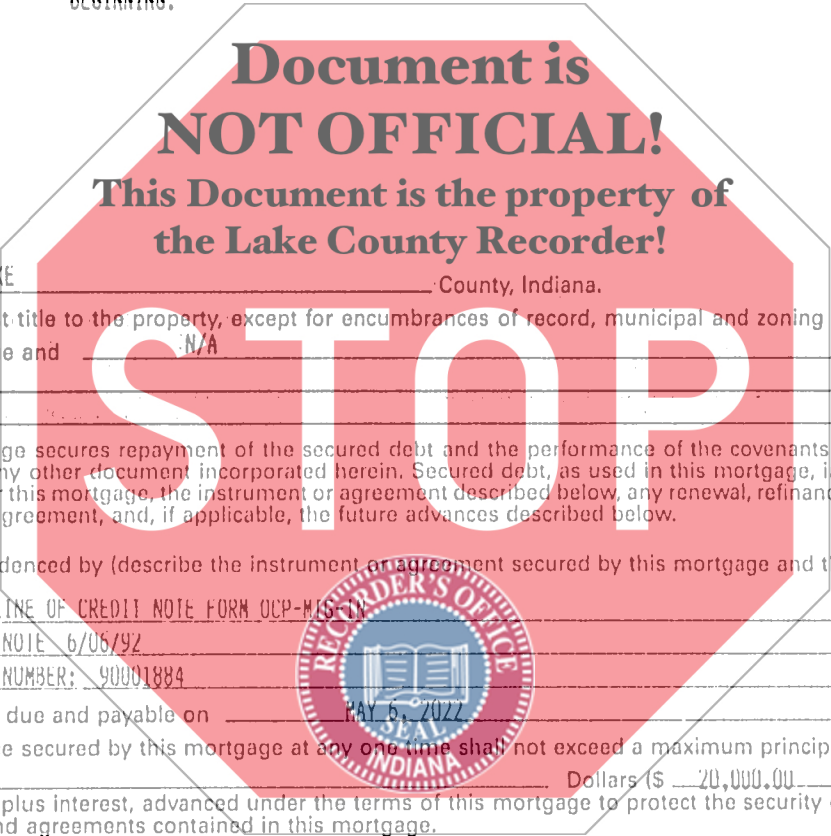 BEGINNING.
Document is
NOT OFFICIAL!
This Document is the property of
the Lake County Recorder!
KE County, Indiana.
t title to the property, except for encumbrances of record, municipal and zoning
e and N/A
STOP
ge secures repayment of the secured debt and the performance of the covenants
ny other document incorporated herein. Secured debt, as used in this mortgage, i
r this mortgage, the instrument or agreement described below, any renewal, refinanc
greement, and, if applicable, the future advances described below.
denced by (describe the instrument or agreement secured by this mortgage and t
INE OF CREDIT NOTE FORM OCP-MTG-IN
NOTE 6/06/92
NUMBER: 90001884
due and payable on MAY 6, 2022
e secured by this mortgage at any one time shall not exceed a maximum princip
Dollars ($ 20,000.00
plus interest, advanced under the terms of this mortgage to protect the security
nd agreements contained in this mortgage.
RECORDER'S OFFICE
SEAL
INDIANA